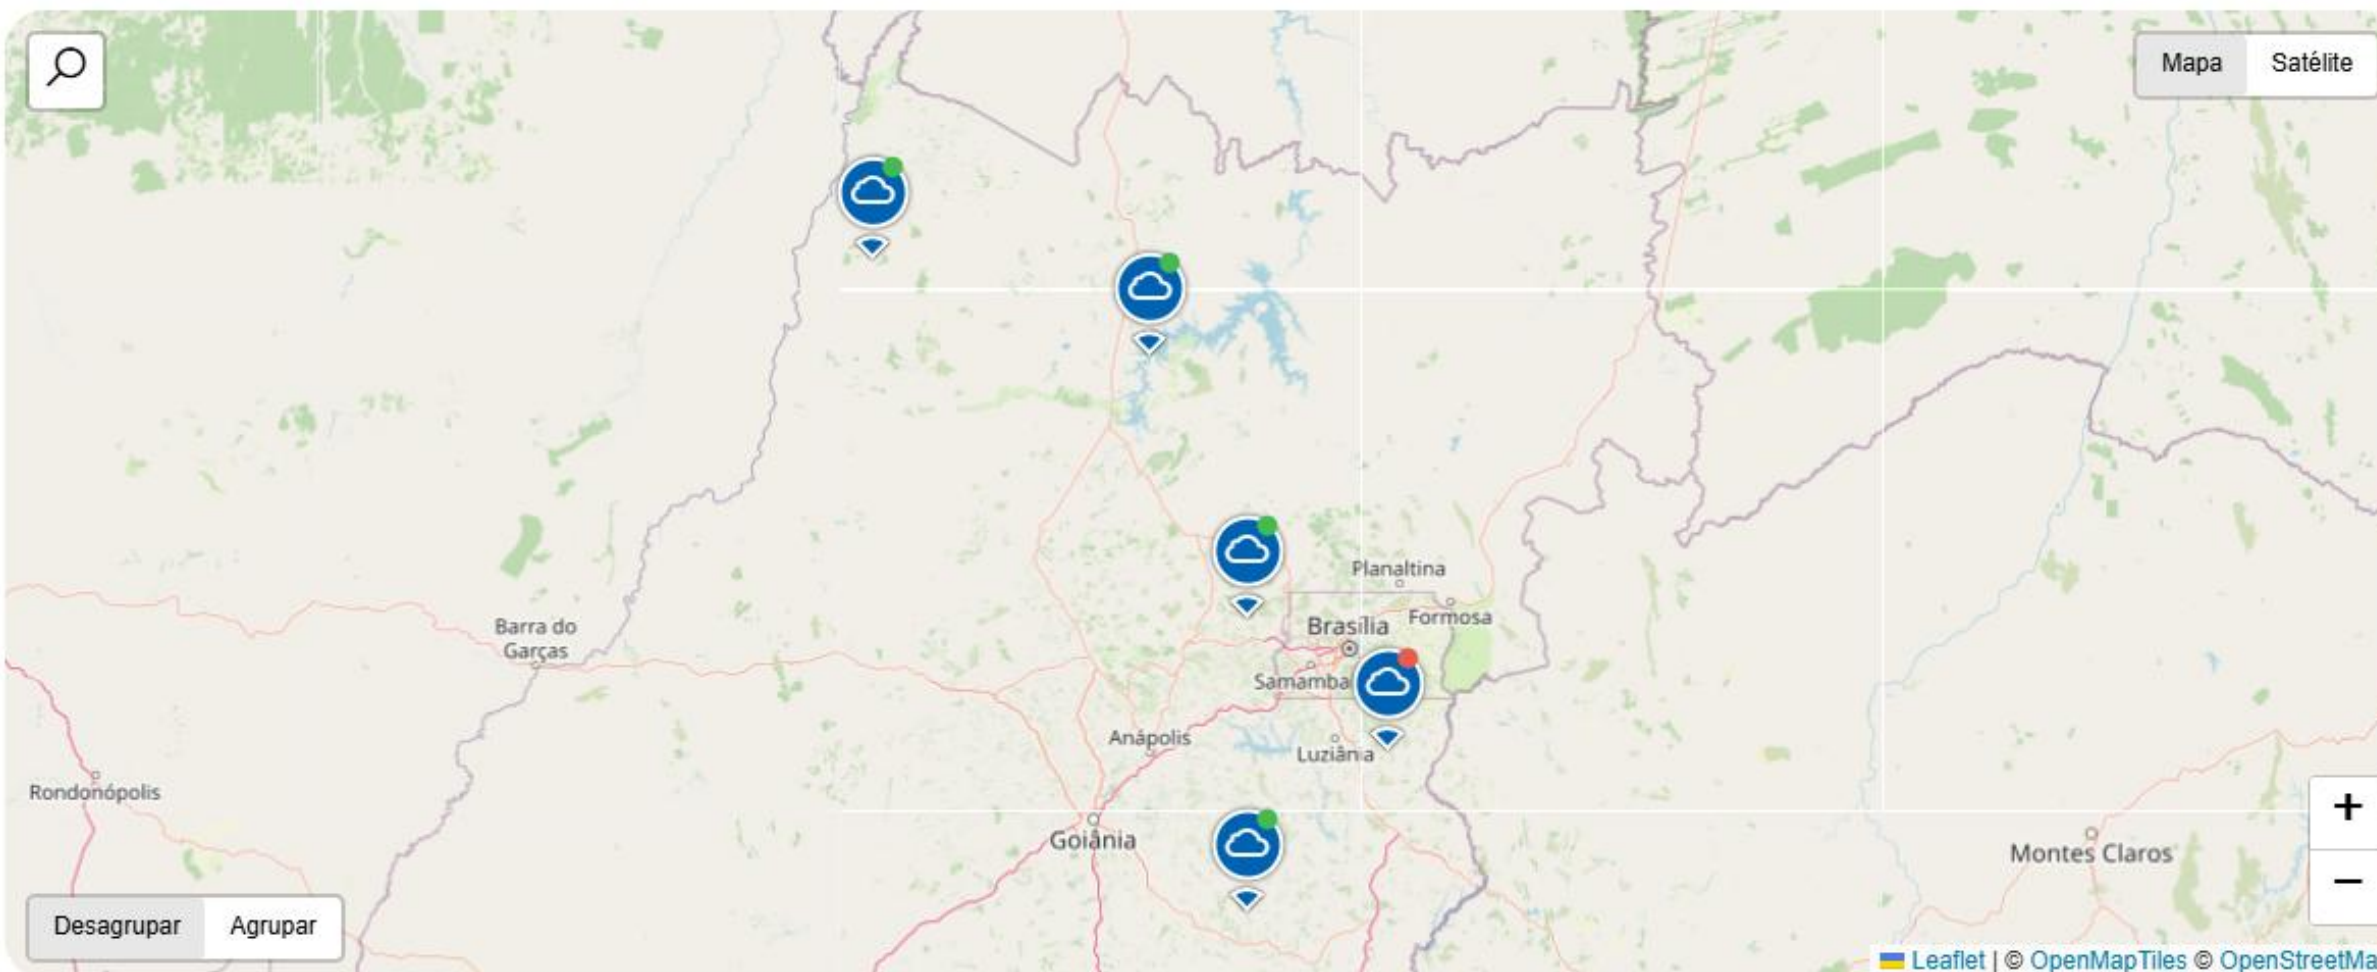 Mapa Satélite
Planaltina
Formosa
Brasília
Barra do
Garças
Samamba
Anápolis
Luziânia
Rondonópolis
Goiânia
Montes Claros
+
−
Desagrupar Agrupar
Leaflet | © OpenMapTiles © OpenStreetMa